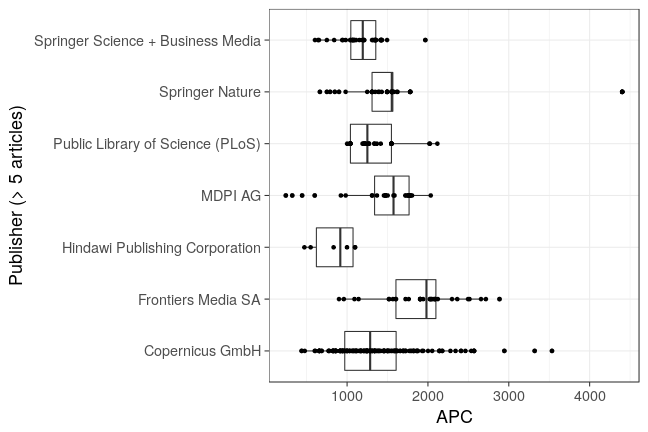 Publisher (> 5 articles)
Springer Science + Business Media
Springer Nature
Public Library of Science (PLoS)
MDPI AG
Hindawi Publishing Corporation
Frontiers Media SA
Copernicus GmbH
1000 2000 3000 4000
APC